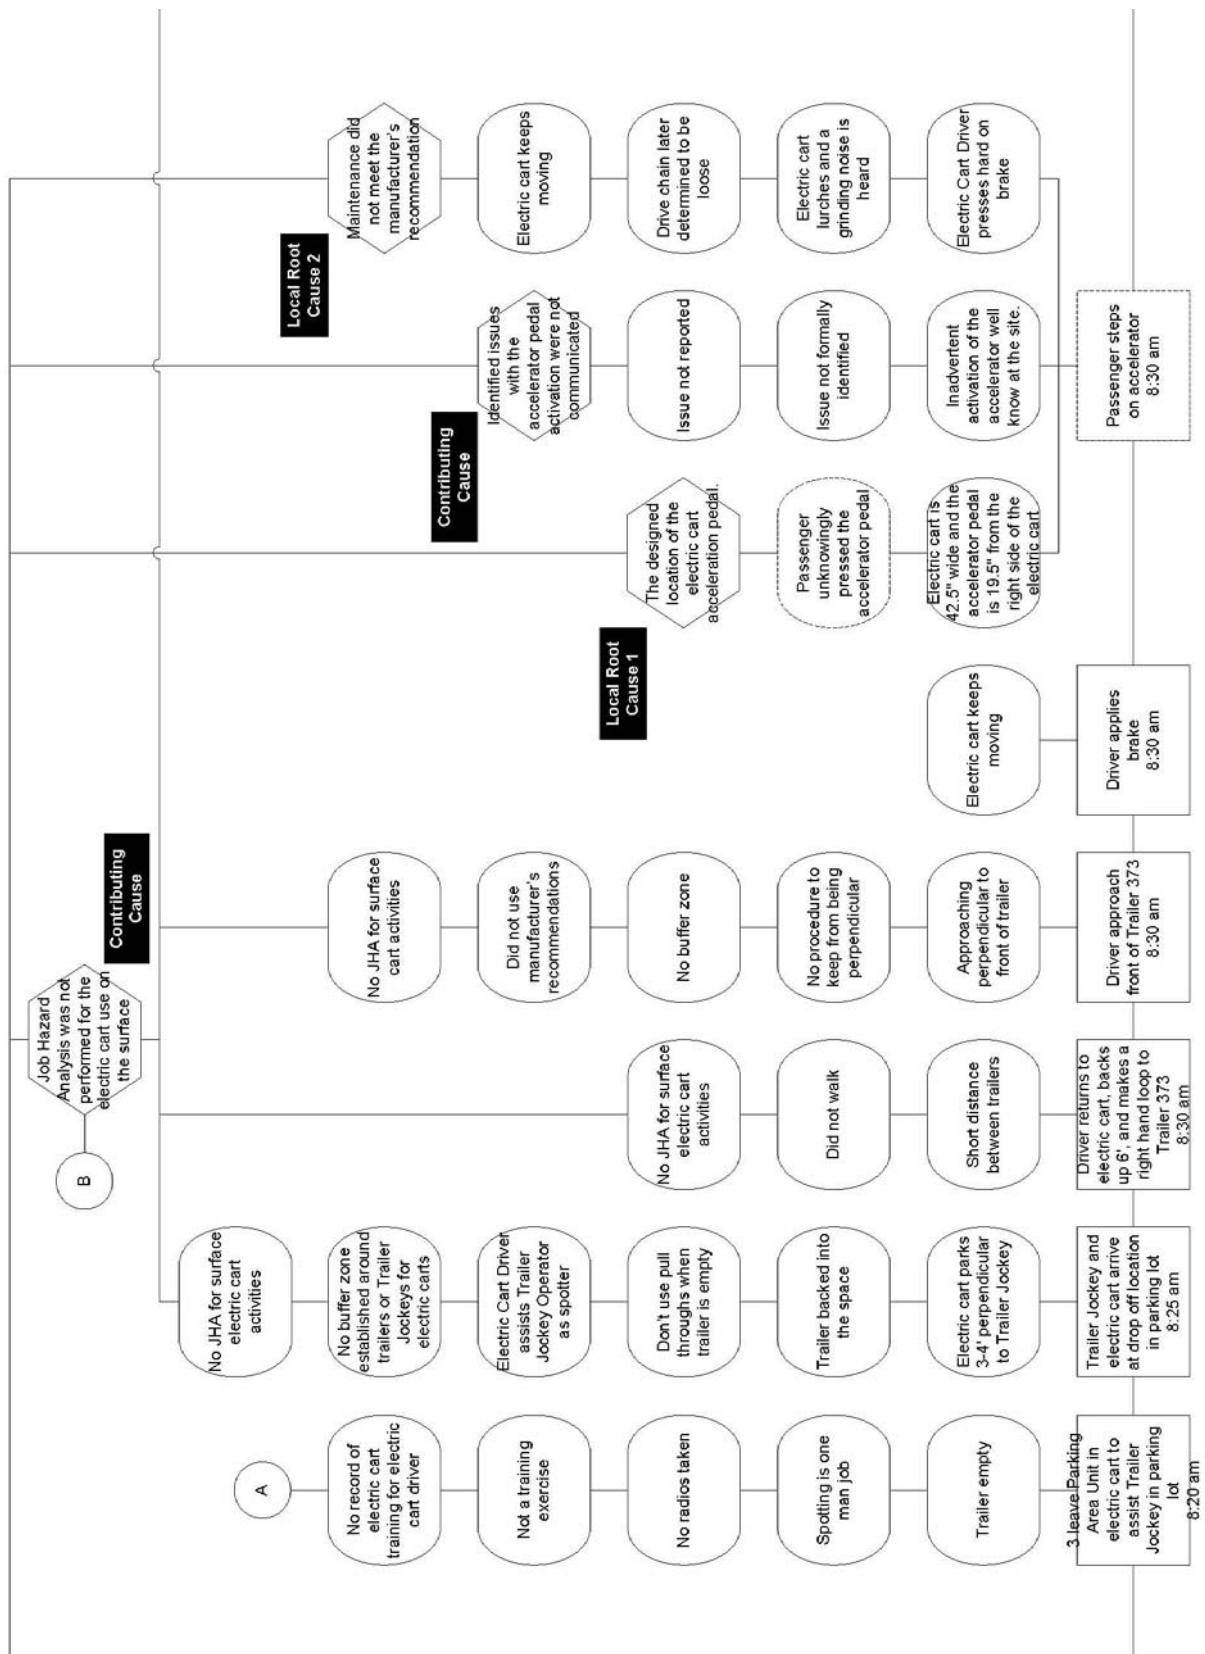 A
No record of
electric cart
training for electric
cart driver
Not a training
exercise
No radios taken
Spotting is one
man job
Trailer empty
3 leave Parking
Area Unit in
electric cart to
assist Trailer
Jockey in parking
lot
8:20 am
No JHA for surface
electric cart
activities
No buffer zone
established around
trailers or Trailer
Jockeys for
electric carts
Electric Cart Driver
assists Trailer
Jockey Operator
as spotter
Don't use pull
throughs when
trailer is empty
Trailer backed into
the space
Electric cart parks
3-4' perpendicular
to Trailer Jockey
Trailer Jockey and
electric cart arrive
at drop off location
in parking lot
8:25 am
B
Job Hazard
Analysis was not
performed for the
electric cart use on
the surface
Contributing
Cause
No JHA for surface
electric cart
activities
Did not walk
Short distance
between trailers
Driver returns to
electric cart, backs
up 6', and makes a
right hand loop to
Trailer 373
8:30 am
No JHA for surface
cart activities
Did not use
manufacturer's
recommendations
No buffer zone
No procedure to
keep from being
perpendicular
Approaching
perpendicular to
front of trailer
Driver approach
front of Trailer 373
8:30 am
Electric cart keeps
moving
Driver applies
brake
8:30 am
Local Root
Cause 1
The designed
location of the
electric cart
acceleration pedal.
Passenger
unknowingly
pressed the
accelerator pedal
Electric cart is
42.5" wide and the
accelerator pedal
is 19.5" from the
right side of the
electric cart
Contributing
Cause
Identified issues
with the
accelerator pedal
activation were not
communicated
Issue not reported
Issue not formally
identified
Inadvertent
activation of the
accelerator well
know at the site.
Passenger steps
on accelerator
8:30 am
Local Root
Cause 2
Maintenance did
not meet the
manufacturer's
recommendation
Electric cart keeps
moving
Drive chain later
determined to be
loose
Electric cart
lurches and a
grinding noise is
heard
Electric Cart Driver
presses hard on
brake